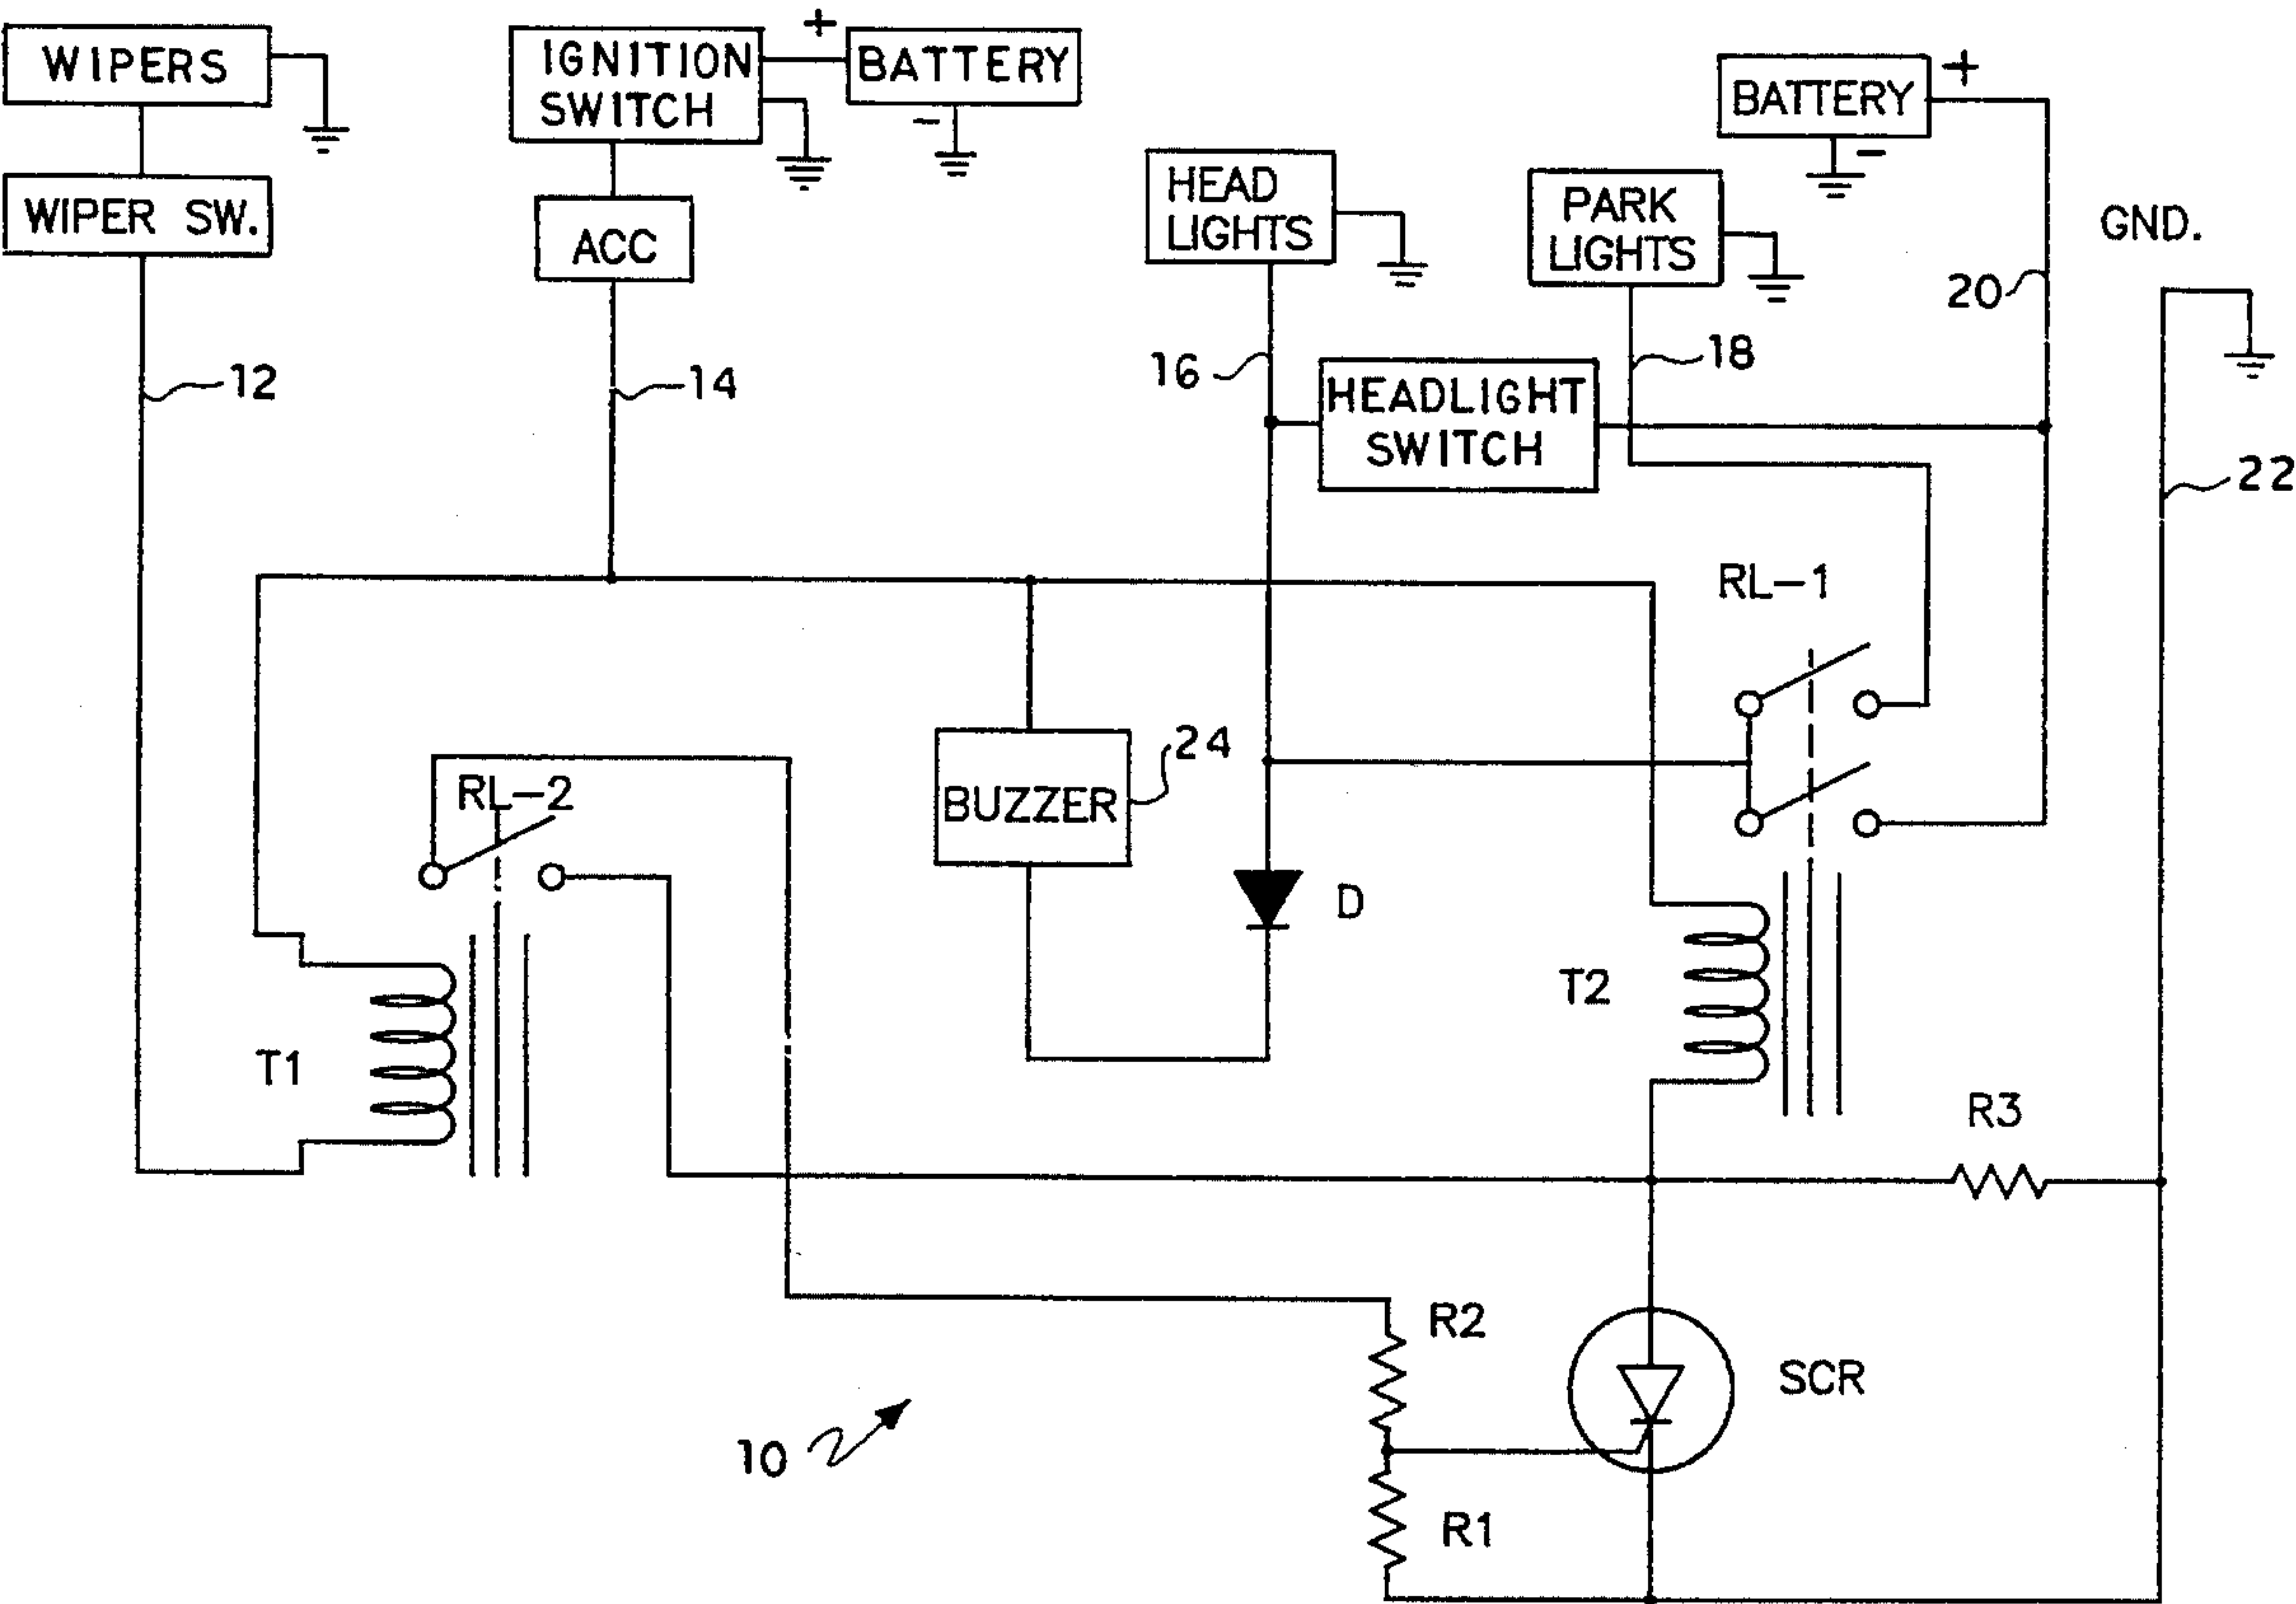 WIPERS
WIPER SW.
IGNITION
SWITCH
+
BATTERY
-
ACC
HEAD
LIGHTS
PARK
LIGHTS
BATTERY
+
-
GND.
12
14
16
18
20
22
HEADLIGHT
SWITCH
RL-1
RL-2
BUZZER
24
D
T1
T2
R3
R2
SCR
R1
10